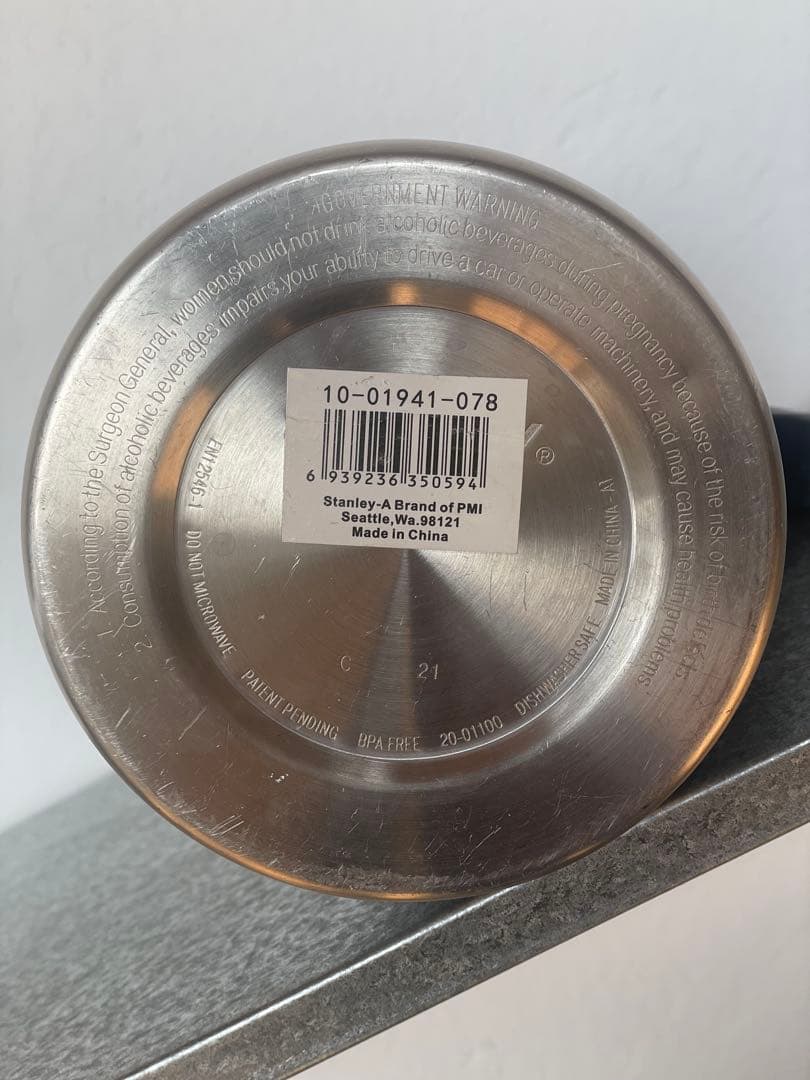 GOVERNMENT WARNING
1. According to the Surgeon General, women should not drink alcoholic beverages during pregnancy because of the risk of birth defects.
2. Consumption of alcoholic beverages impairs your ability to drive a car or operate machinery, and may cause health problems.
10-01941-078
6 939236 350594
Stanley-A Brand of PMI
Seattle,Wa.98121
Made in China
®
EN12546-1 DO NOT MICROWAVE PATENT PENDING BPA FREE 20-01100 DISHWASHER SAFE MADE IN CHINA - A1
C 21